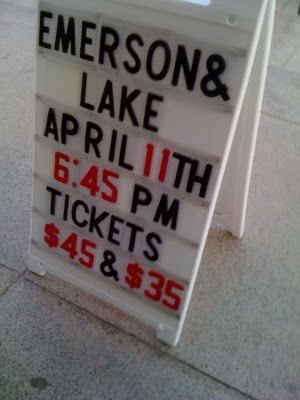 EMERSON&
LAKE
APRIL 11TH
6:45 PM
TICKETS
$45 & $35